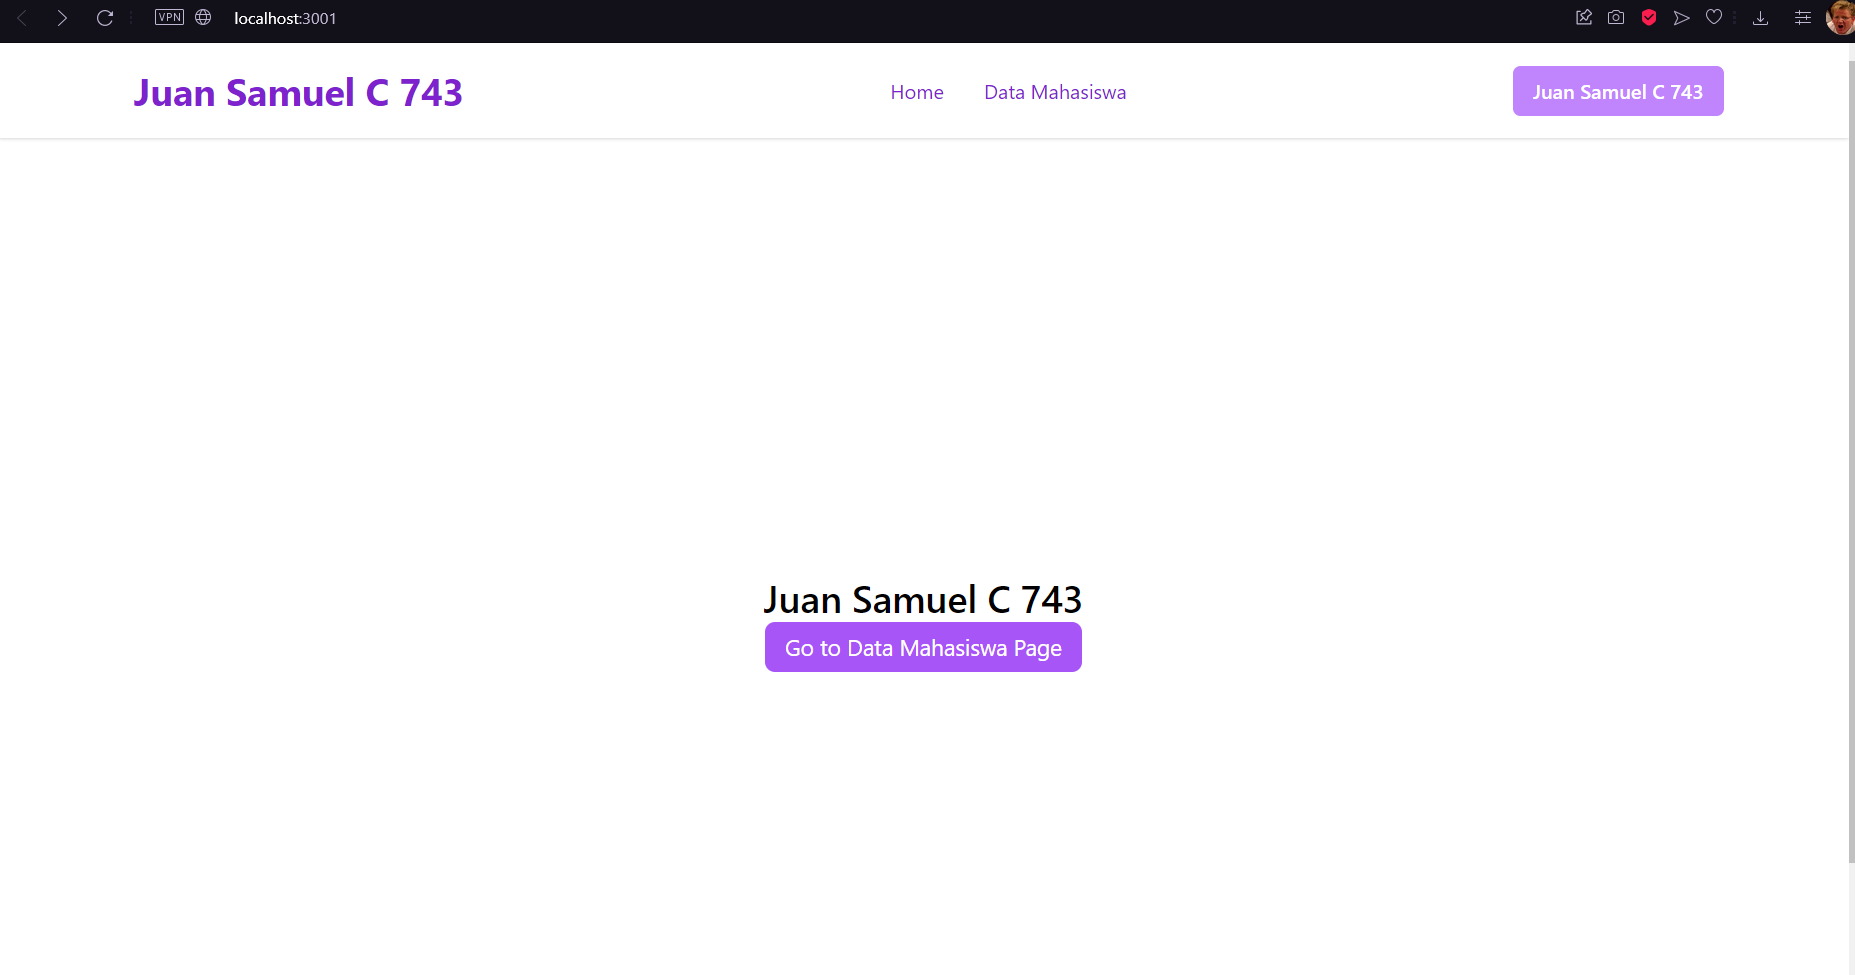 VPN
localhost:3001
Juan Samuel C 743
Home
Data Mahasiswa
Juan Samuel C 743
Juan Samuel C 743
Go to Data Mahasiswa Page